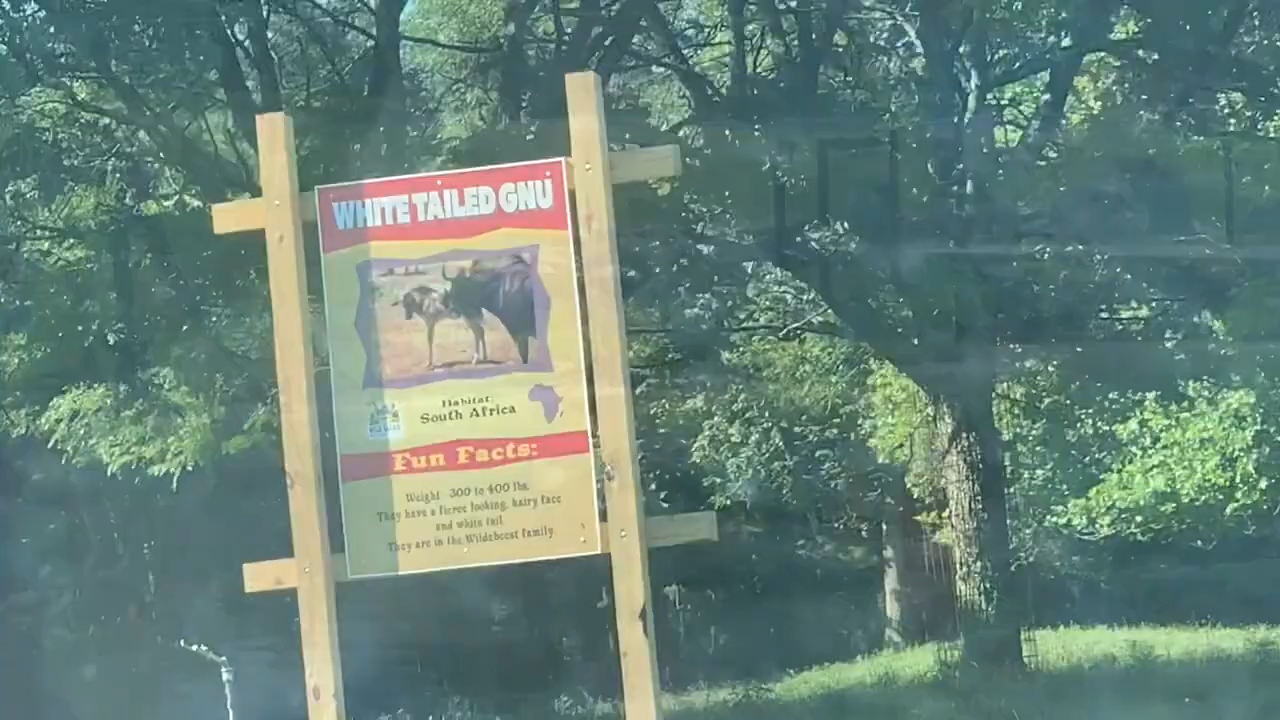 WHITE TAILED GNU
Habitat:
South Africa
Fun Facts:
Weight 300 to 400 lbs.
They have a fierce looking, hairy face
and white tail
They are in the Wildebeest family